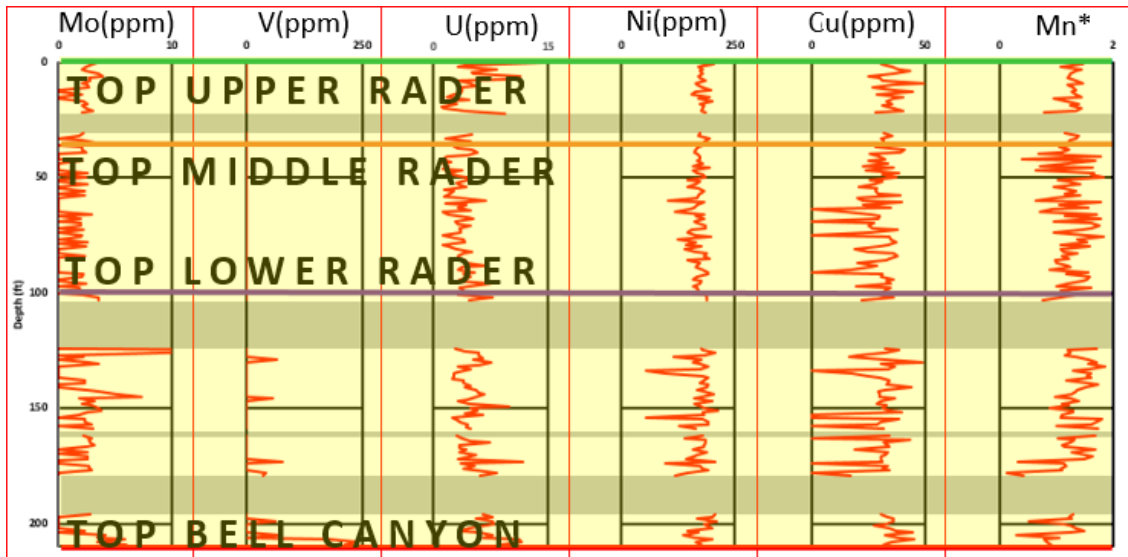 Mo(ppm) V(ppm) U(ppm) Ni(ppm) Cu(ppm) Mn*
0 10 0 250 0 15 0 250 0 50 0 2
0
TOP UPPER RADER
50
TOP MIDDLE RADER
TOP LOWER RADER
100
Depth (ft)
150
200
TOP BELL CANYON